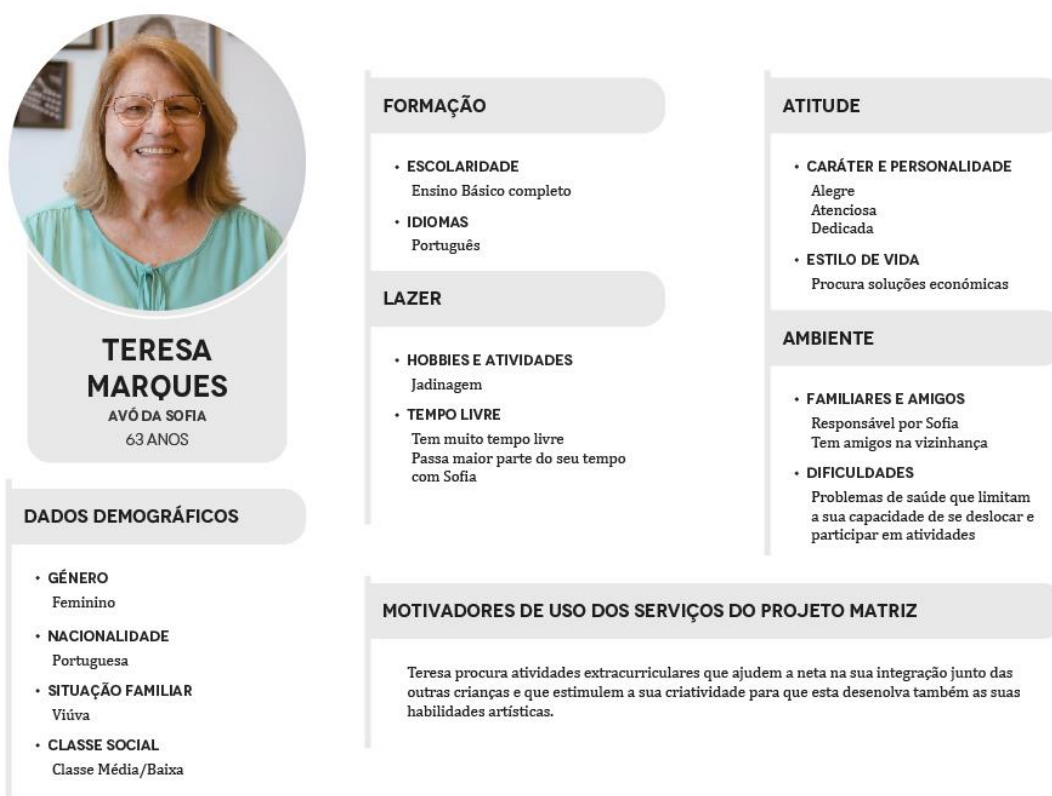 TERESA
MARQUES
AVÓ DA SOFIA
63 ANOS
DADOS DEMOGRÁFICOS
• GÉNERO
Feminino
• NACIONALIDADE
Portuguesa
• SITUAÇÃO FAMILIAR
Viúva
• CLASSE SOCIAL
Classe Média/Baixa
FORMAÇÃO
• ESCOLARIDADE
Ensino Básico completo
• IDIOMAS
Português
LAZER
• HOBBIES E ATIVIDADES
Jadinagem
• TEMPO LIVRE
Tem muito tempo livre
Passa maior parte do seu tempo
com Sofia
ATITUDE
• CARÁTER E PERSONALIDADE
Alegre
Atenciosa
Dedicada
• ESTILO DE VIDA
Procura soluções económicas
AMBIENTE
• FAMILIARES E AMIGOS
Responsável por Sofia
Tem amigos na vizinhança
• DIFICULDADES
Problemas de saúde que limitam
a sua capacidade de se deslocar e
participar em atividades
MOTIVADORES DE USO DOS SERVIÇOS DO PROJETO MATRIZ
Teresa procura atividades extracurriculares que ajudem a neta na sua integração junto das
outras crianças e que estimulem a sua criatividade para que esta desenolva também as suas
habilidades artísticas.